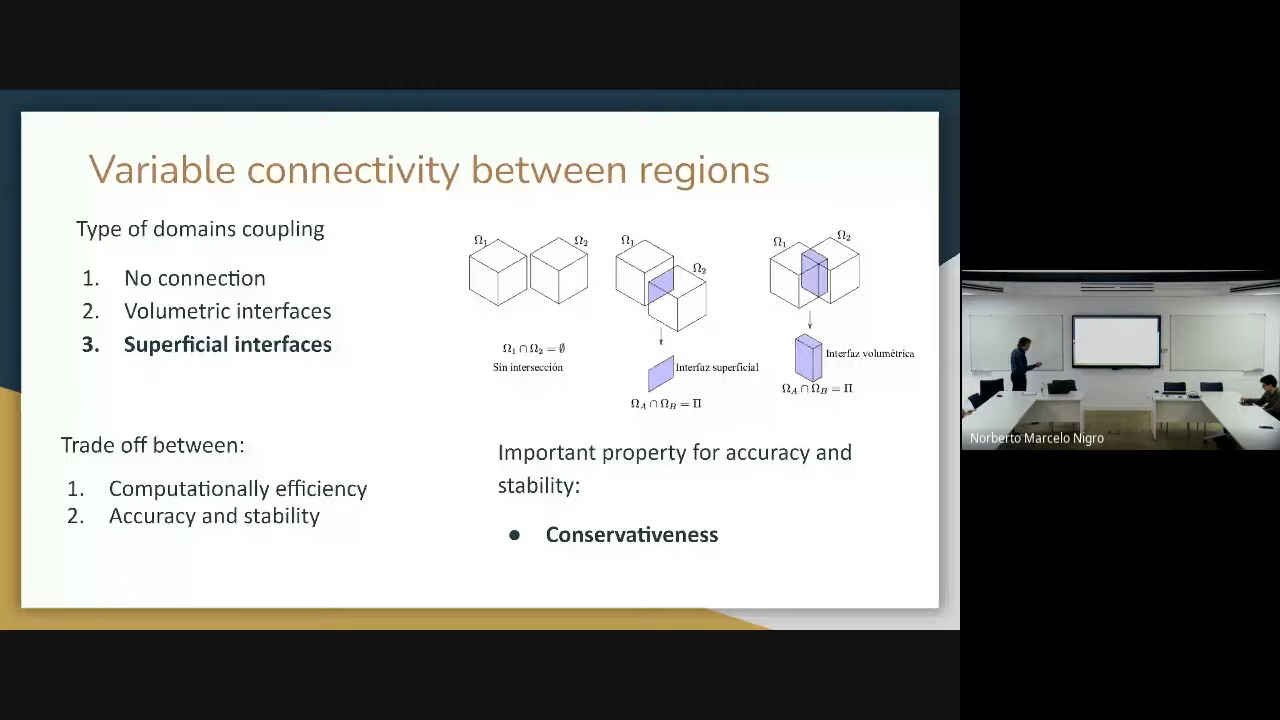 Variable connectivity between regions
Type of domains coupling
1. No connection
2. Volumetric interfaces
3. Superficial interfaces
Ω₁
Ω₂
Ω₁ ∩ Ω₂ = ∅
Sin intersección
Ω₁
Ω₂
Interfaz superficial
Ω_A ∩ Ω_B = Π
Ω₁
Ω₂
Interfaz volumétrica
Ω_A ∩ Ω_B = Π
Trade off between:
1. Computationally efficiency
2. Accuracy and stability
Important property for accuracy and
stability:
● Conservativeness
Norberto Marcelo Nigro